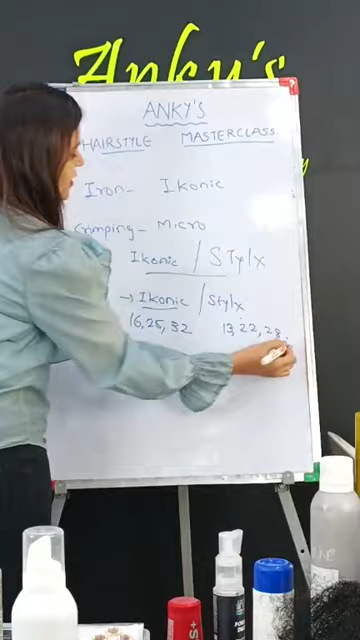 Anky's
ANKY'S
HAIRSTYLE MASTERCLASS
Iron- Ikonic
Crimping - Micro
Ikonic / STylx
→ Ikonic / Stylx
16, 25, 32 13, 22, 28
+S